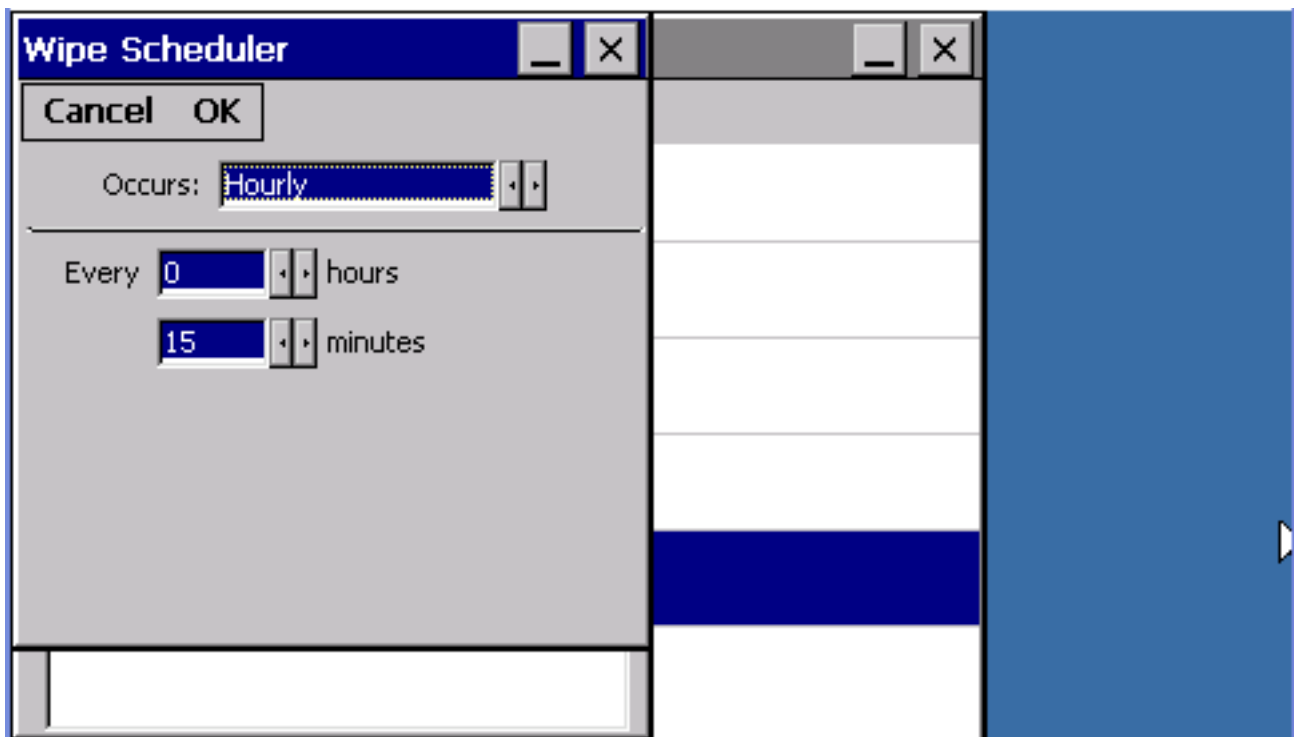 Wipe Scheduler
Cancel OK
Occurs: Hourly
Every 0 hours
15 minutes